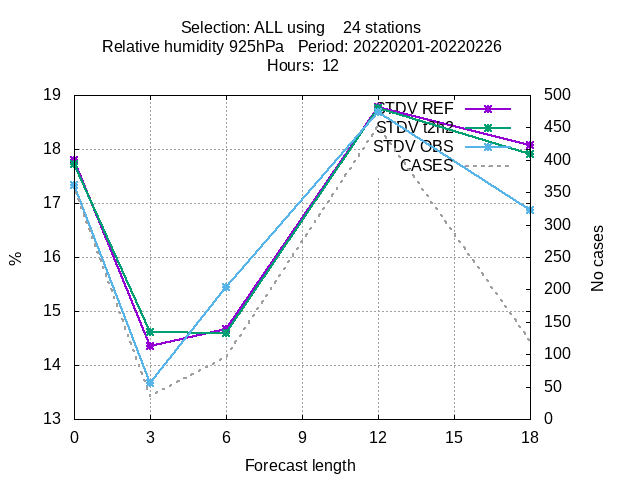 Selection: ALL using 24 stations
Relative humidity 925hPa Period: 20220201-20220226
Hours: 12
19 500
STDV REF
450
STDV t2m2
18 400
STDV OBS
CASES
350
17
300
16 250
% No cases
200
15
150
14 100
50
13 0
0 3 6 9 12 15 18
Forecast length